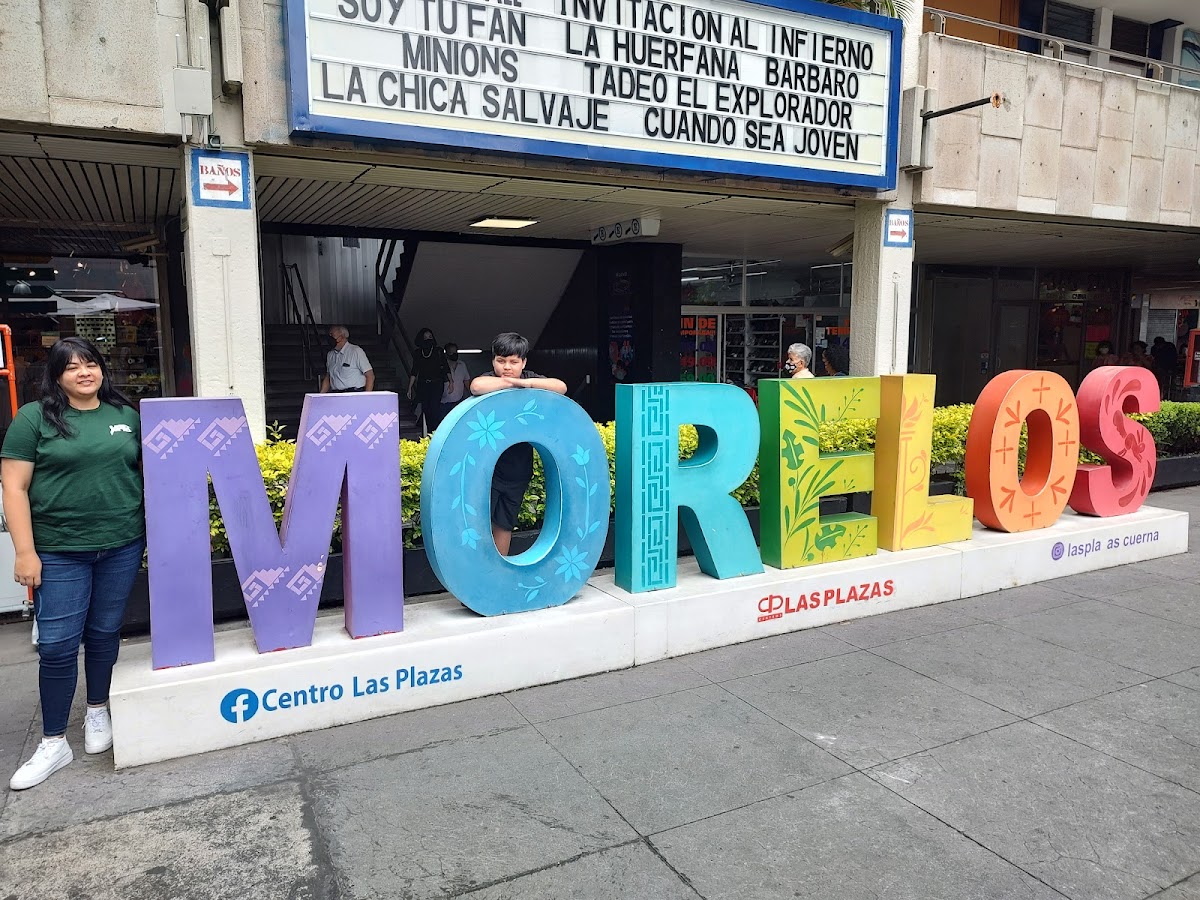 INVITACION AL INFIERNO
SOY TU FAN LA HUERFANA BARBARO
MINIONS TADEO EL EXPLORADOR
LA CHICA SALVAJE CUANDO SEA JOVEN
BAÑOS
BAÑOS
MORELOS
Centro Las Plazas
LAS PLAZAS
laspla as cuerna